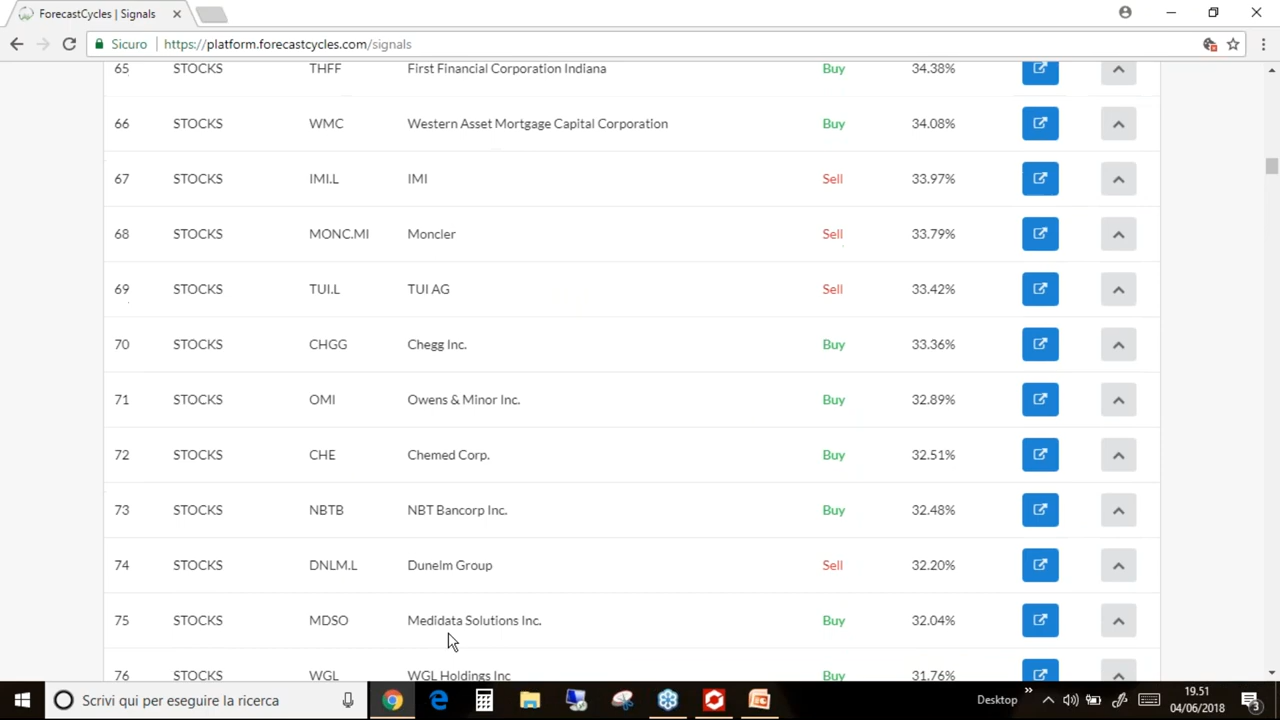 ForecastCycles | Signals
Sicuro https://platform.forecastcycles.com/signals
65 STOCKS THFF First Financial Corporation Indiana Buy 34.38%
66 STOCKS WMC Western Asset Mortgage Capital Corporation Buy 34.08%
67 STOCKS IMI.L IMI Sell 33.97%
68 STOCKS MONC.MI Moncler Sell 33.79%
69 STOCKS TUI.L TUI AG Sell 33.42%
70 STOCKS CHGG Chegg Inc. Buy 33.36%
71 STOCKS OMI Owens & Minor Inc. Buy 32.89%
72 STOCKS CHE Chemed Corp. Buy 32.51%
73 STOCKS NBTB NBT Bancorp Inc. Buy 32.48%
74 STOCKS DNLM.L Dunelm Group Sell 32.20%
75 STOCKS MDSO Medidata Solutions Inc. Buy 32.04%
76 STOCKS WGL WGL Holdings Inc Buy 31.76%
Scrivi qui per eseguire la ricerca Desktop 19.51
04/06/2018 3